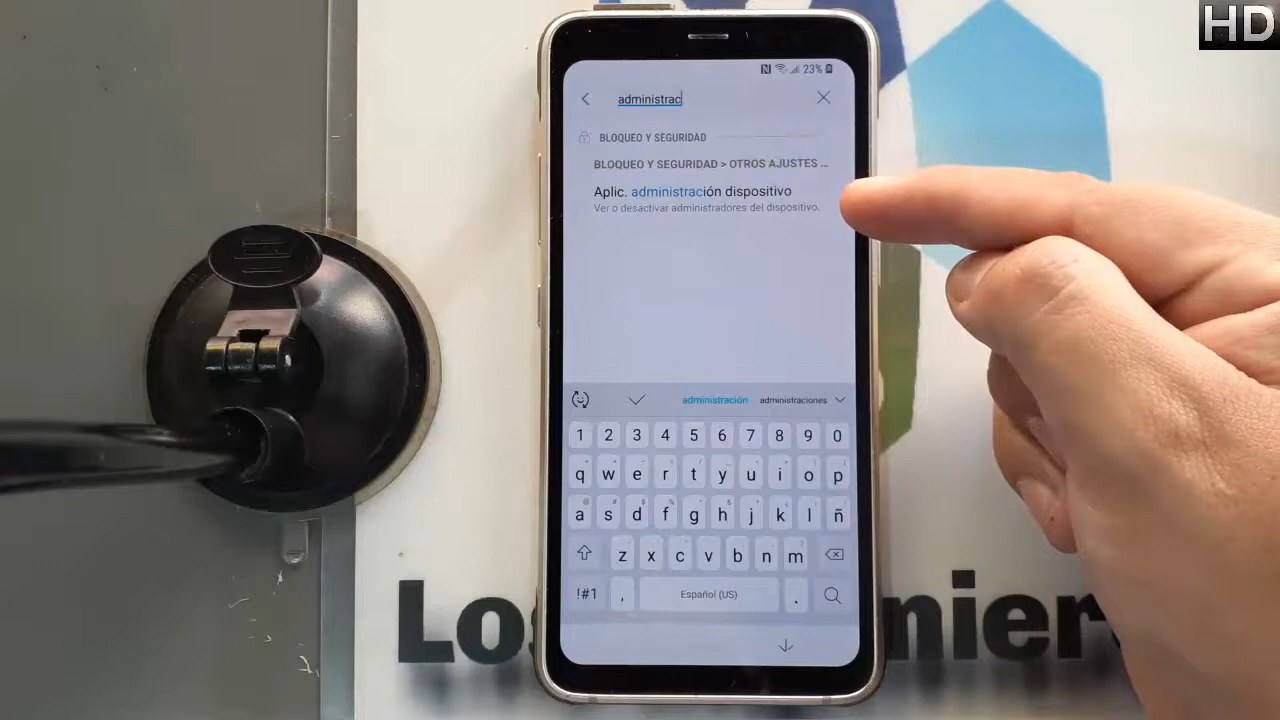 HD
23%
administrac
BLOQUEO Y SEGURIDAD
BLOQUEO Y SEGURIDAD > OTROS AJUSTES ...
Aplic. administración dispositivo
Ver o desactivar administradores del dispositivo.
administración administraciones
1 2 3 4 5 6 7 8 9 0
q w e r t y u i o p
a s d f g h j k l ñ
z x c v b n m
!#1 , Español (US) .
Los